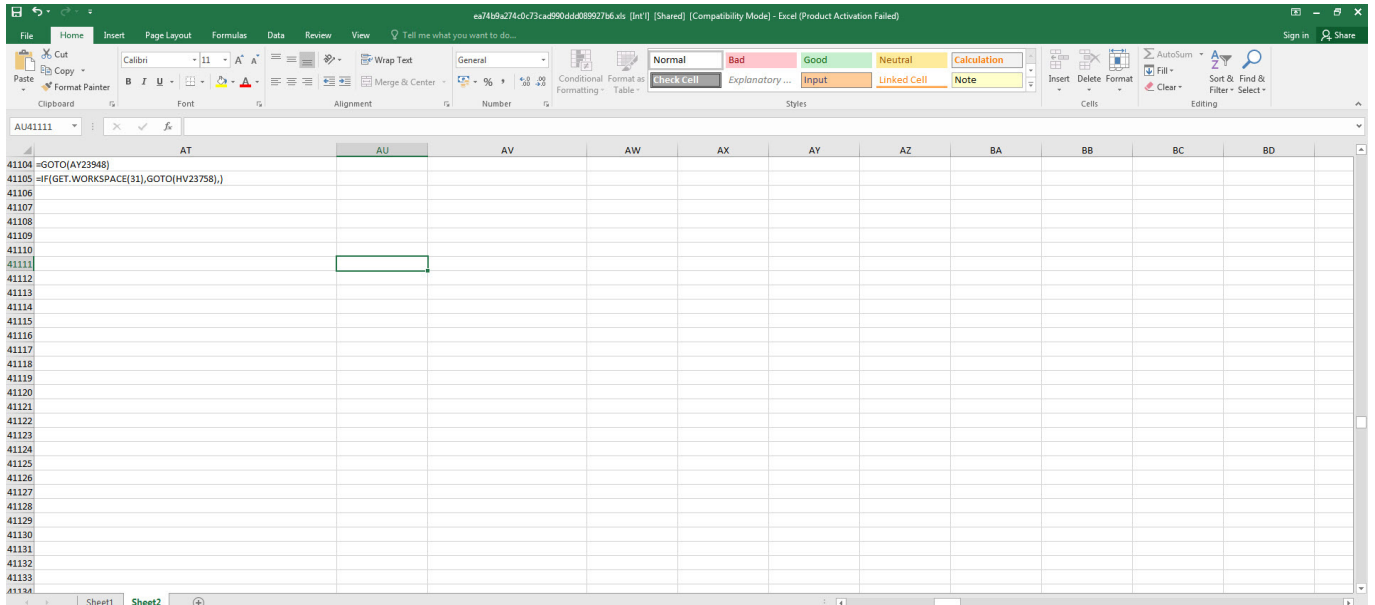 ea74b9a274c0c73cad990ddd089927b6.xls [Int'l] [Shared] [Compatibility Mode] - Excel (Product Activation Failed)
File Home Insert Page Layout Formulas Data Review View Tell me what you want to do... Sign in Share
Paste Cut Copy Format Painter
Calibri 11 A A B I U A
Wrap Text Merge & Center
General % , .0 .00 .00 .0
Conditional Formatting Format as Table
Normal Bad Good Neutral Calculation
Check Cell Explanatory ... Input Linked Cell Note
Insert Delete Format
AutoSum Fill Clear Sort & Filter Find & Select
Clipboard Font Alignment Number Styles Cells Editing
AU41111 fx
AT AU AV AW AX AY AZ BA BB BC BD
41104 =GOTO(AY23948)
41105 =IF(GET.WORKSPACE(31),GOTO(HV23758),)
41106
41107
41108
41109
41110
41111
41112
41113
41114
41115
41116
41117
41118
41119
41120
41121
41122
41123
41124
41125
41126
41127
41128
41129
41130
41131
41132
41133
41134
Sheet1 Sheet2